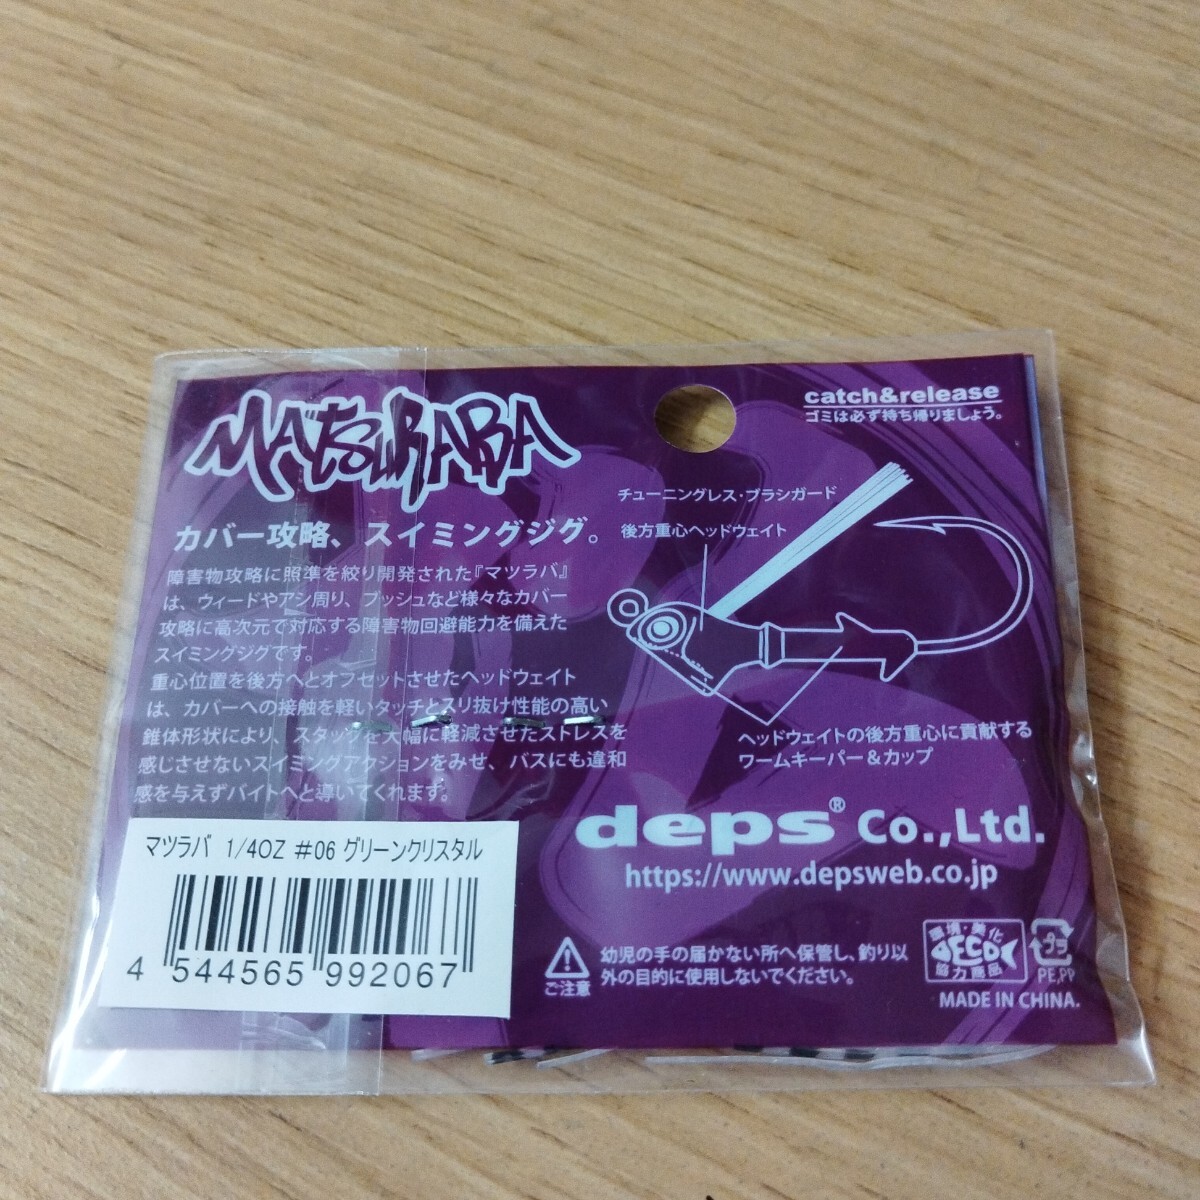 MATSURABA
カバー攻略、スイミングジグ。
障害物攻略に照準を絞り開発された『マツラバ』
は、ウィードやアシ周り、ブッシュなど様々なカバー
攻略に高次元で対応する障害物回避能力を備えた
スイミングジグです。
重心位置を後方へとオフセットさせたヘッドウェイト
は、カバーへの接触を軽いタッチとスリ抜け性能の高い
錐体形状により、スタックを大幅に軽減させたストレスを
感じさせないスイミングアクションをみせ、バスにも違和
感を与えずバイトへと導いてくれます。
catch&release
ゴミは必ず持ち帰りましょう。
チューニングレス・ブラシガード
後方重心ヘッドウェイト
ヘッドウェイトの後方重心に貢献する
ワームキーパー&カップ
deps® Co.,Ltd.
https://www.depsweb.co.jp
マツラバ 1/4OZ #06 グリーンクリスタル
4 544565 992067
ご注意
幼児の手の届かない所へ保管し、釣り以
外の目的に使用しないでください。
環境・美化
ECO
協力商品
プラ
PE,PP
MADE IN CHINA.